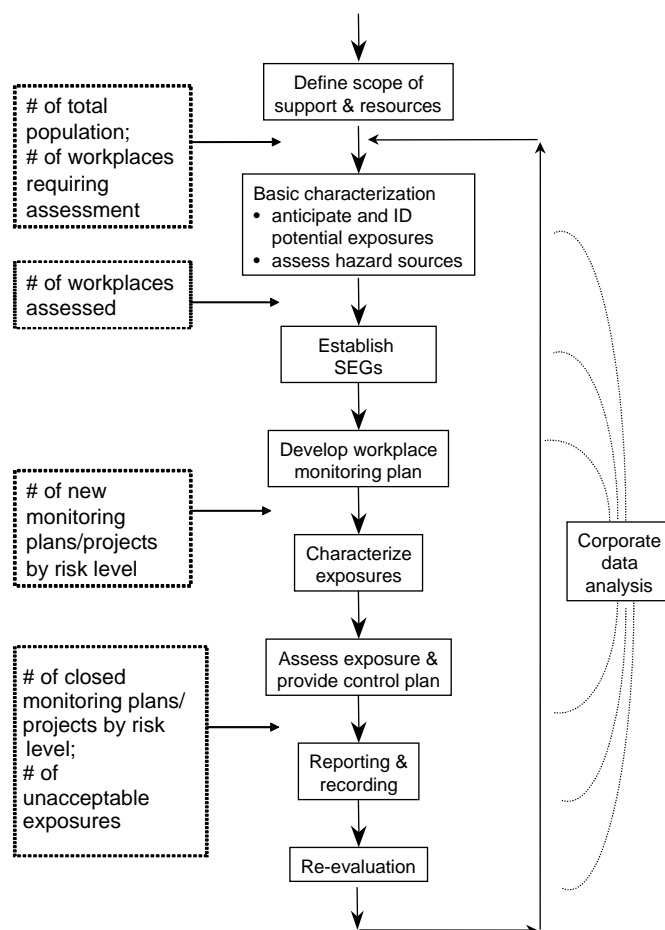 Define scope of
support & resources
# of total
population;
# of workplaces
requiring
assessment
Basic characterization
• anticipate and ID
potential exposures
• assess hazard sources
# of workplaces
assessed
Establish
SEGs
Develop workplace
monitoring plan
# of new
monitoring
plans/projects
by risk level
Characterize
exposures
Corporate
data
analysis
Assess exposure &
provide control plan
# of closed
monitoring plans/
projects by risk
level;
# of
unacceptable
exposures
Reporting &
recording
Re-evaluation